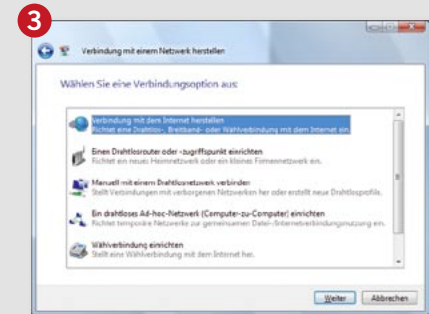 3
Verbindung mit einem Netzwerk herstellen
Wählen Sie eine Verbindungsoption aus:
Verbindung mit dem Internet herstellen
Richtet eine Drahtlos-, Breitband- oder Wählverbindung mit dem Internet ein.
Einen Drahtlosrouter oder -zugriffspunkt einrichten
Richtet ein neues Heimnetzwerk oder ein kleines Firmennetzwerk ein.
Manuell mit einem Drahtlosnetzwerk verbinden
Stellt Verbindungen mit verborgenen Netzwerken her oder erstellt neue Drahtlosprofile.
Ein drahtloses Ad-hoc-Netzwerk (Computer-zu-Computer) einrichten
Richtet temporäre Netzwerke zur gemeinsamen Datei-/Internetverbindungsnutzung ein.
Wählverbindung einrichten
Stellt eine Wählverbindung mit dem Internet her.
Weiter Abbrechen